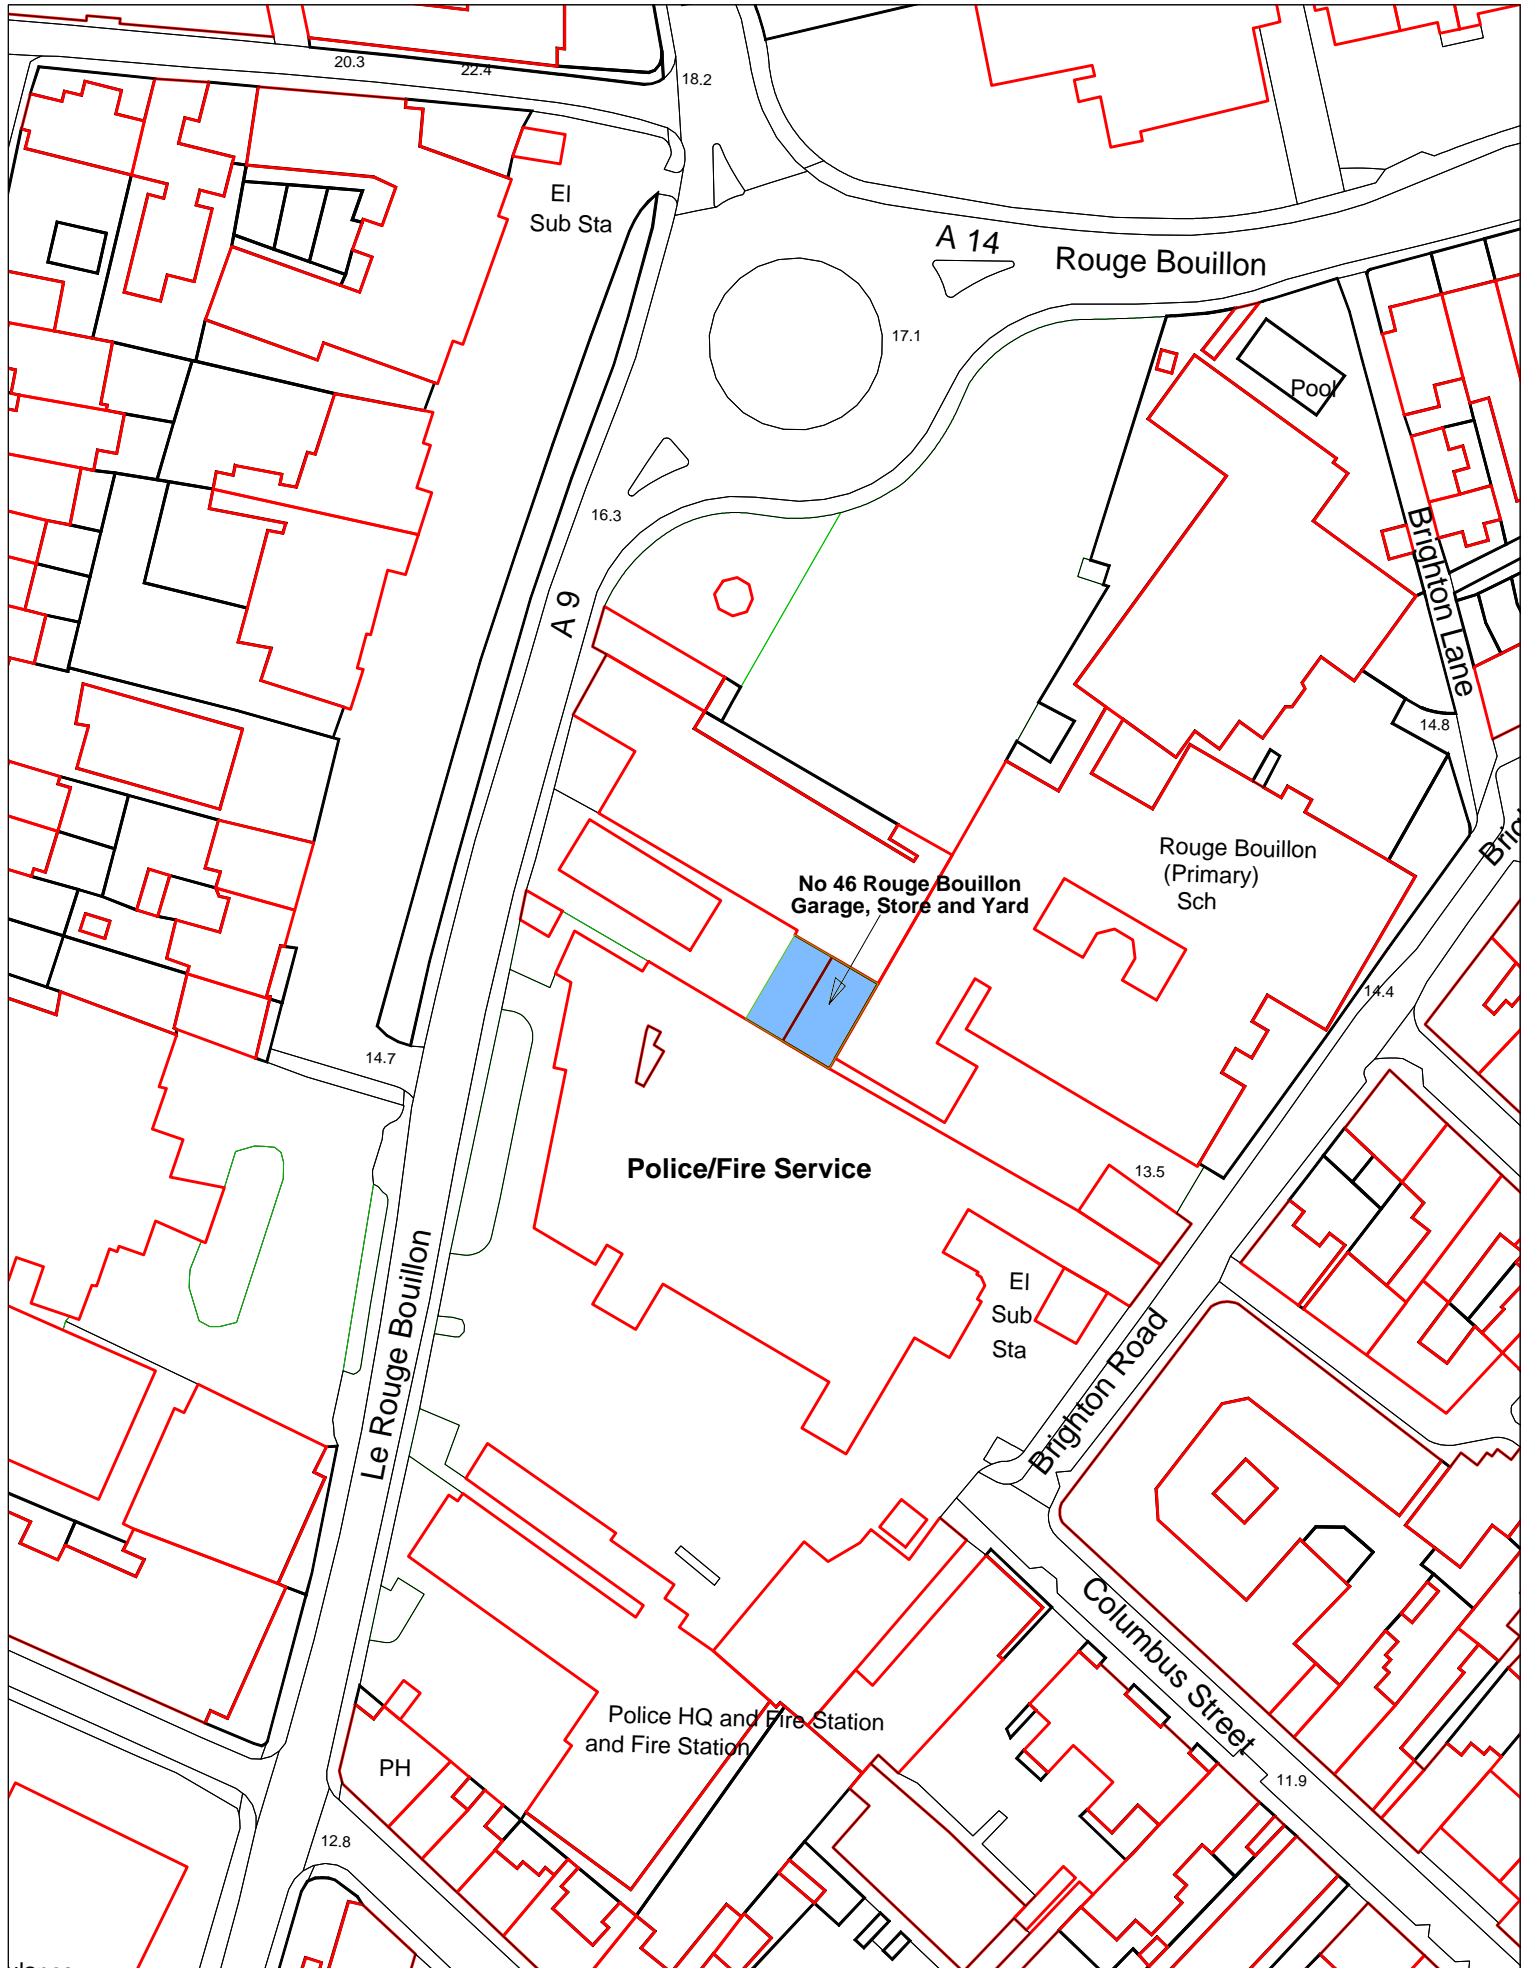 20.3
22.4
18.2
El
Sub Sta
A 14
Rouge Bouillon
17.1
Pool
16.3
Brighton Lane
A 9
14.8
Rouge Bouillon
(Primary)
Sch
No 46 Rouge Bouillon
Garage, Store and Yard
14.4
14.7
Police/Fire Service
13.5
Le Rouge Bouillon
El
Sub
Sta
Brighton Road
Columbus Street
Police HQ and Fire Station
and Fire Station
PH
11.9
12.8